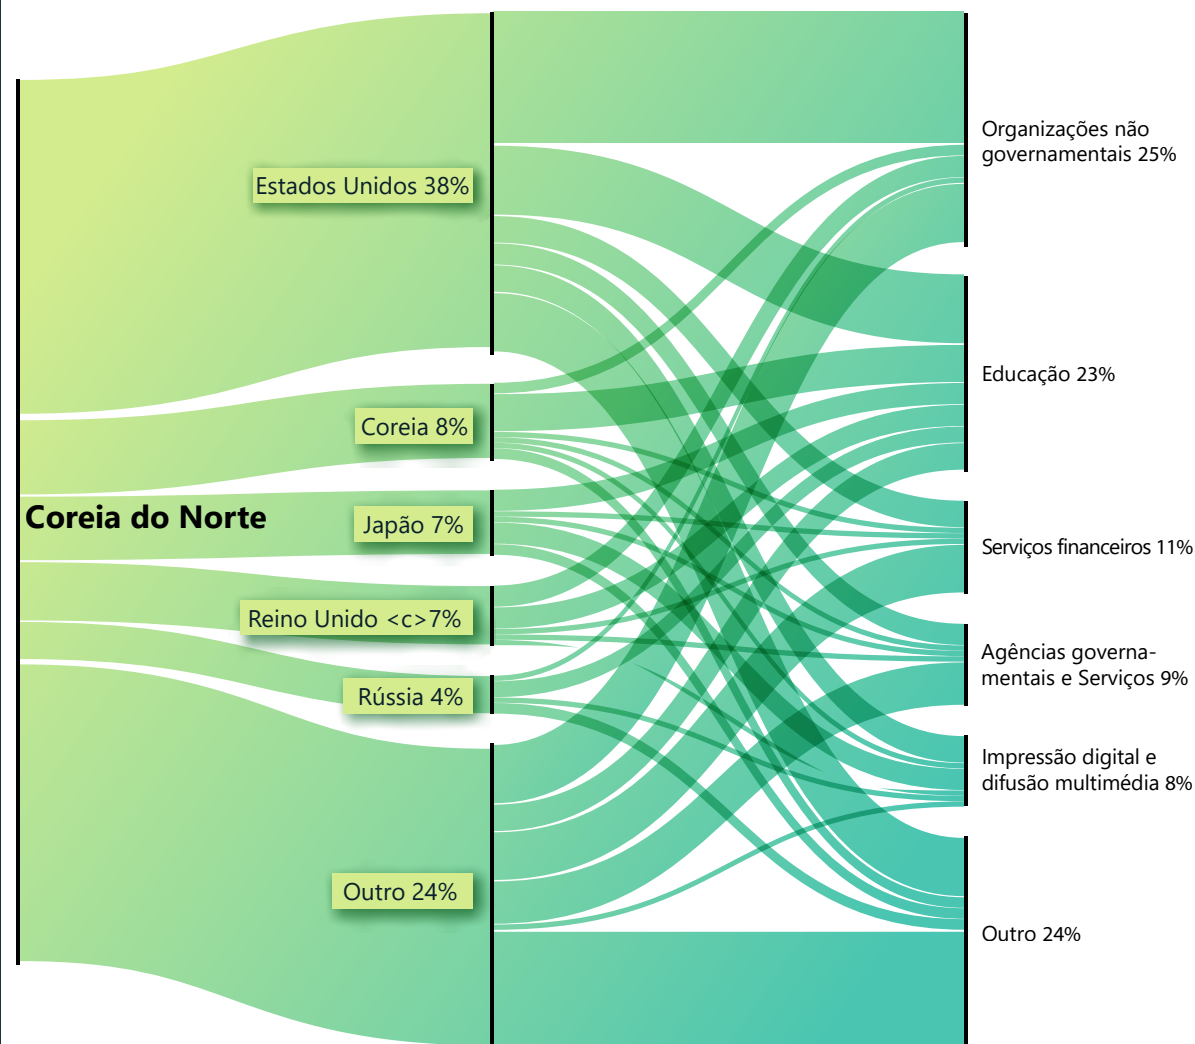 Coreia do Norte
Estados Unidos 38%
Coreia 8%
Japão 7%
Reino Unido <c>7%
Rússia 4%
Outro 24%
Organizações não
governamentais 25%
Educação 23%
Serviços financeiros 11%
Agências governa-
mentais e Serviços 9%
Impressão digital e
difusão multimédia 8%
Outro 24%